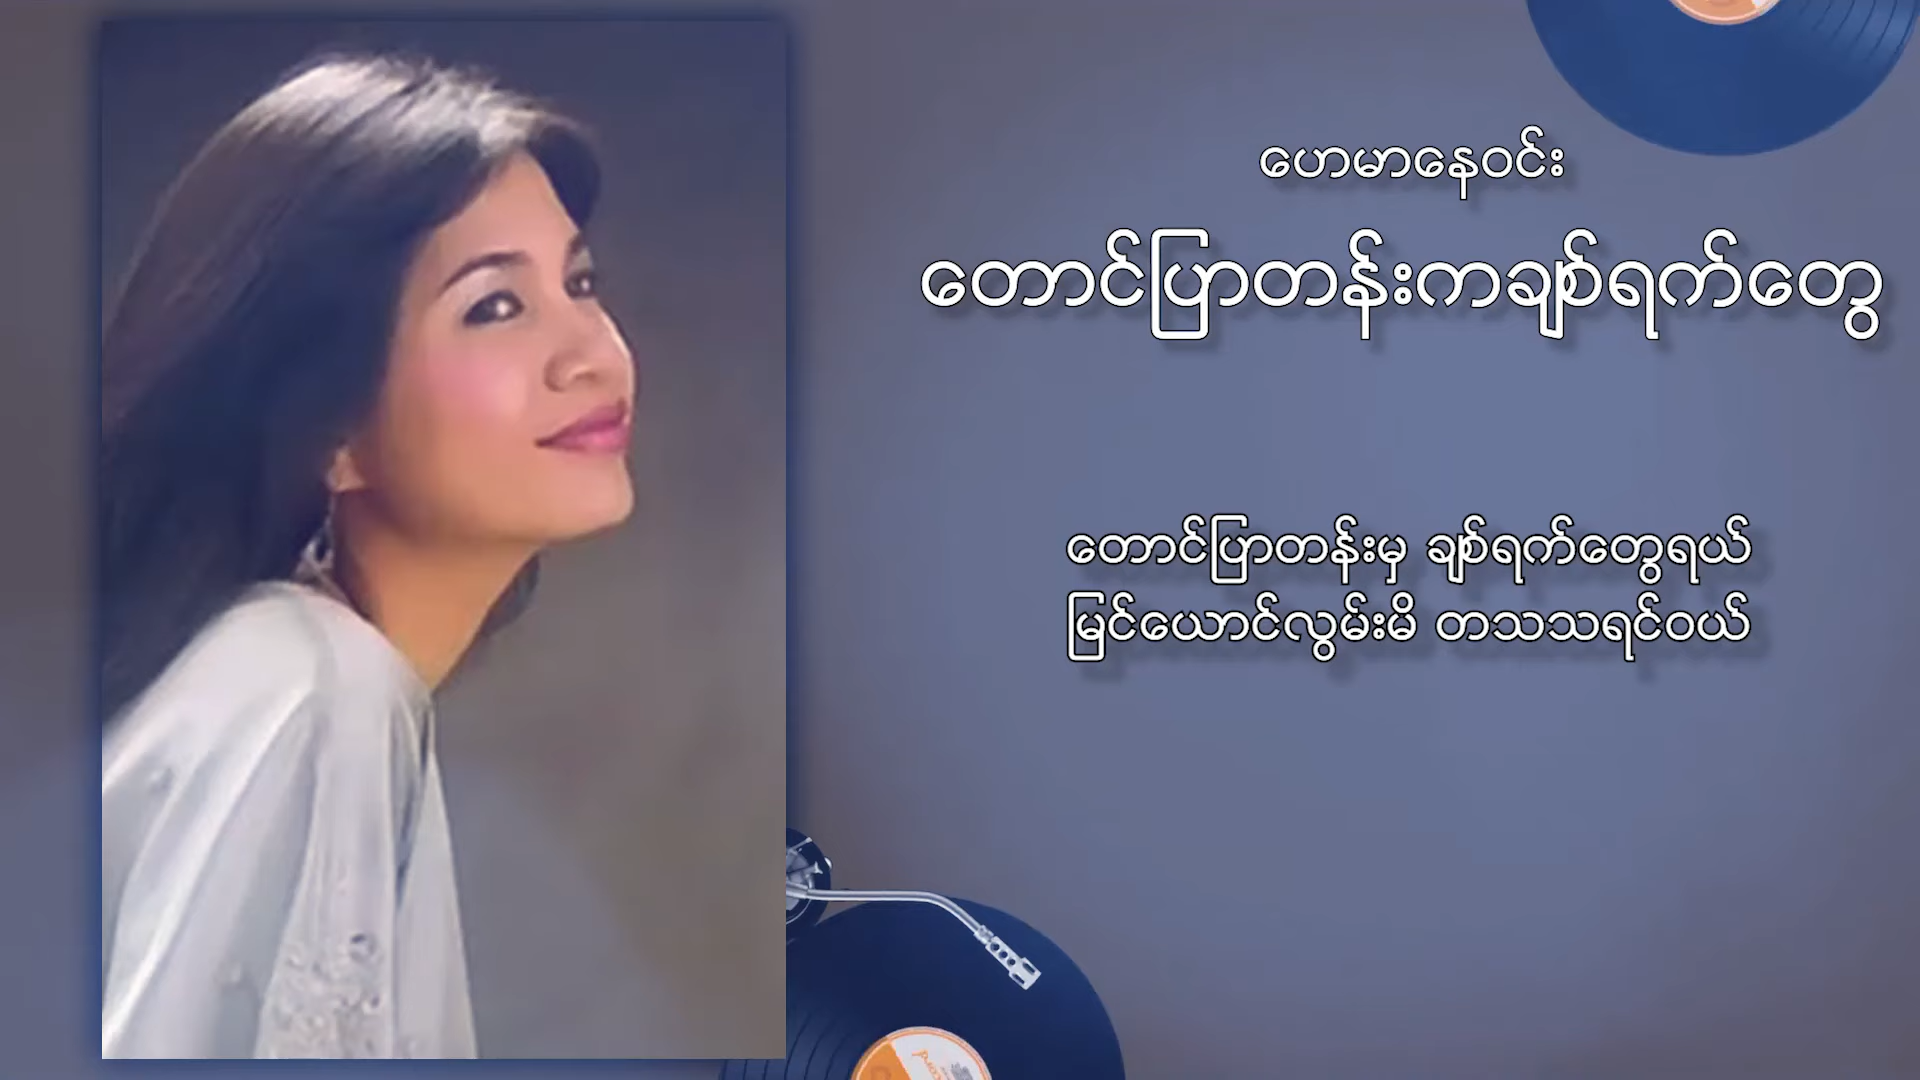 ဟေမာနေဝင်း
တောင်ပြာတန်းကချစ်ရက်တွေ
တောင်ပြာတန်းမှ ချစ်ရက်တွေရယ်
မြင်ယောင်လွမ်းမိ တသသရင်ဝယ်